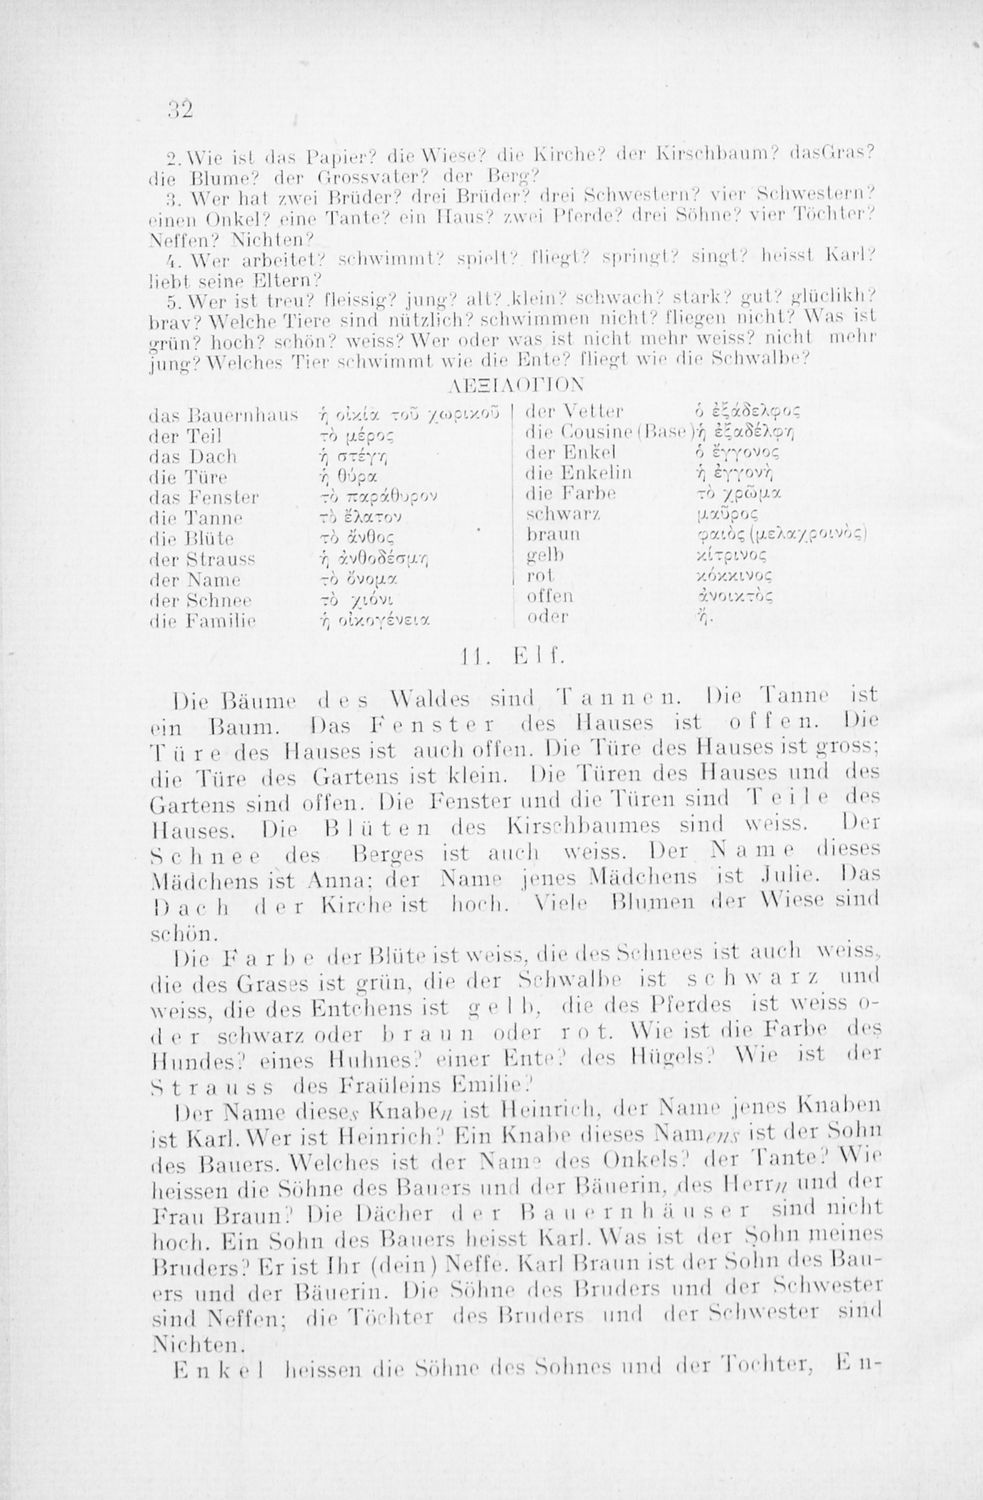 32
2. Wie ist das Papier? die Wiese? die Kirche? der Kirschbaum? dasGras?
die Blume? der Grossvater? der Berg?
3. Wer hat zwei Brüder? drei Brüder? drei Schwestern? vier Schwestern?
einen Onkel? eine Tante? ein Haus? zwei Pferde? drei Söhne? vier Töchter?
Neffen? Nichten?
4. Wer arbeitet? schwimmt? spielt? fliegt? springt? singt? heisst Karl?
liebt seine Eltern?
5. Wer ist treu? fleissig? jung? alt? klein? schwach? stark? gut? glüclikh?
brav? Welche Tiere sind nützlich? schwimmen nicht? fliegen nicht? Was ist
grün? hoch? schön? weiss? Wer oder was ist nicht mehr weiss? nicht mehr
jung? Welches Tier schwimmt wie die Ente? fliegt wie die Schwalbe?
ΛΕΞΙΛΟΓΙΟΝ
das Bauernhaus ἡ οἰκία τοῦ χωρικοῦ | der Vetter ὁ ἐξάδελφος
der Teil τὸ μέρος die Cousine (Base) ἡ ἐξαδέλφη
das Dach ἡ στέγη der Enkel ὁ ἔγγονος
die Türe ἡ θύρα die Enkelin ἡ ἐγγονὴ
das Fenster τὸ παράθυρον die Farbe τὸ χρῶμα
die Tanne τὸ ἔλατον schwarz μαῦρος
die Blüte τὸ ἄνθος braun φαιὸς (μελαχροινὸς)
der Strauss ἡ ἀνθοδέσμη gelb κίτρινος
der Name τὸ ὄνομα rot κόκκινος
der Schnee τὸ χιόνι offen ἀνοικτὸς
die Familie ἡ οἰκογένεια oder ἤ.
11. Elf.
Die Bäume des Waldes sind Tannen. Die Tanne ist
ein Baum. Das Fenster des Hauses ist offen. Die
Türe des Hauses ist auch offen. Die Türe des Hauses ist gross;
die Türe des Gartens ist klein. Die Türen des Hauses und des
Gartens sind offen. Die Fenster und die Türen sind Teile des
Hauses. Die Blüten des Kirschbaumes sind weiss. Der
Schnee des Berges ist auch weiss. Der Name dieses
Mädchens ist Anna; der Name jenes Mädchens ist Julie. Das
Dach der Kirche ist hoch. Viele Blumen der Wiese sind
schön.
Die Farbe der Blüte ist weiss, die des Schnees ist auch weiss,
die des Grases ist grün, die der Schwalbe ist schwarz und
weiss, die des Entchens ist gelb, die des Pferdes ist weiss o-
der schwarz oder braun oder rot. Wie ist die Farbe des
Hundes? eines Huhnes? einer Ente? des Hügels? Wie ist der
Strauss des Fraüleins Emilie?
Der Name dieses Knaben ist Heinrich, der Name jenes Knaben
ist Karl. Wer ist Heinrich? Ein Knabe dieses Namens ist der Sohn
des Bauers. Welches ist der Name des Onkels? der Tante? Wie
heissen die Söhne des Bauers und der Bäuerin, des Herrn und der
Frau Braun? Die Dächer der Bauernhäuser sind nicht
hoch. Ein Sohn des Bauers heisst Karl. Was ist der Sohn meines
Bruders? Er ist Ihr (dein) Neffe. Karl Braun ist der Sohn des Bau-
ers und der Bäuerin. Die Söhne des Bruders und der Schwester
sind Neffen; die Töchter des Bruders und der Schwester sind
Nichten.
Enkel heissen die Söhne des Sohnes und der Tochter, En-